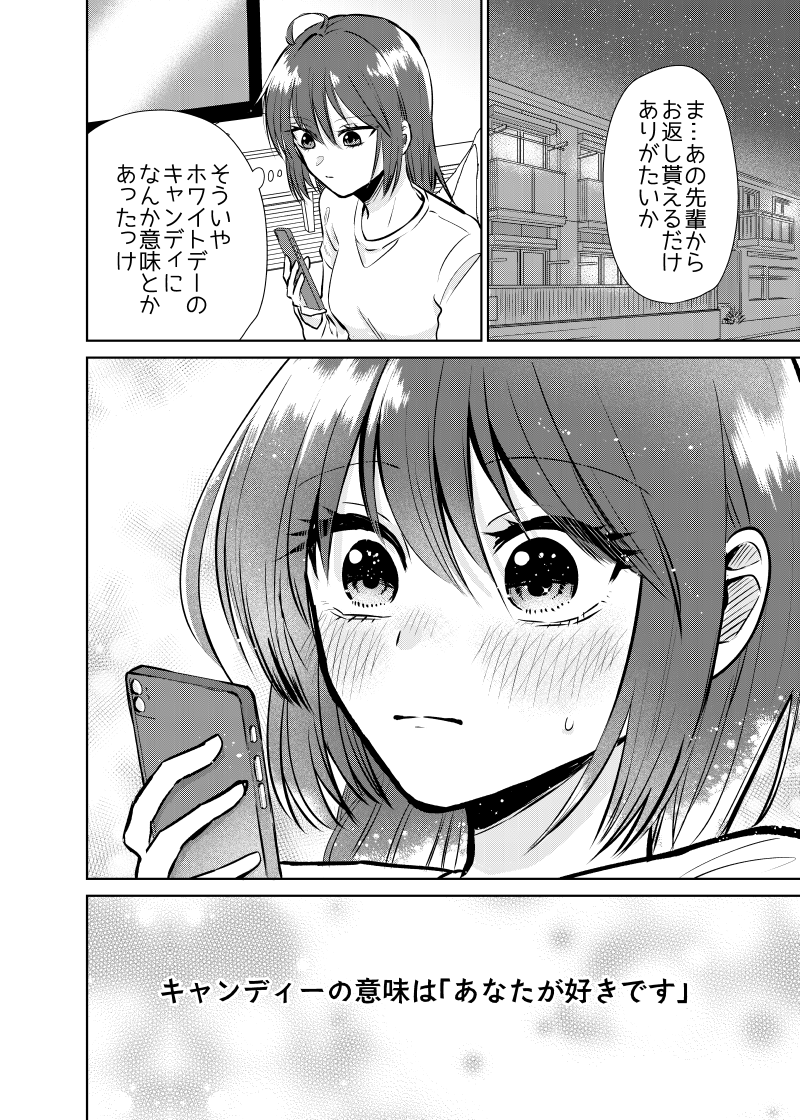 ま…あの先輩から
お返し貰えるだけ
ありがたいか
そういや
ホワイトデーの
キャンディに
なんか意味とか
あったっけ
キャンディーの意味は「あなたが好きです」